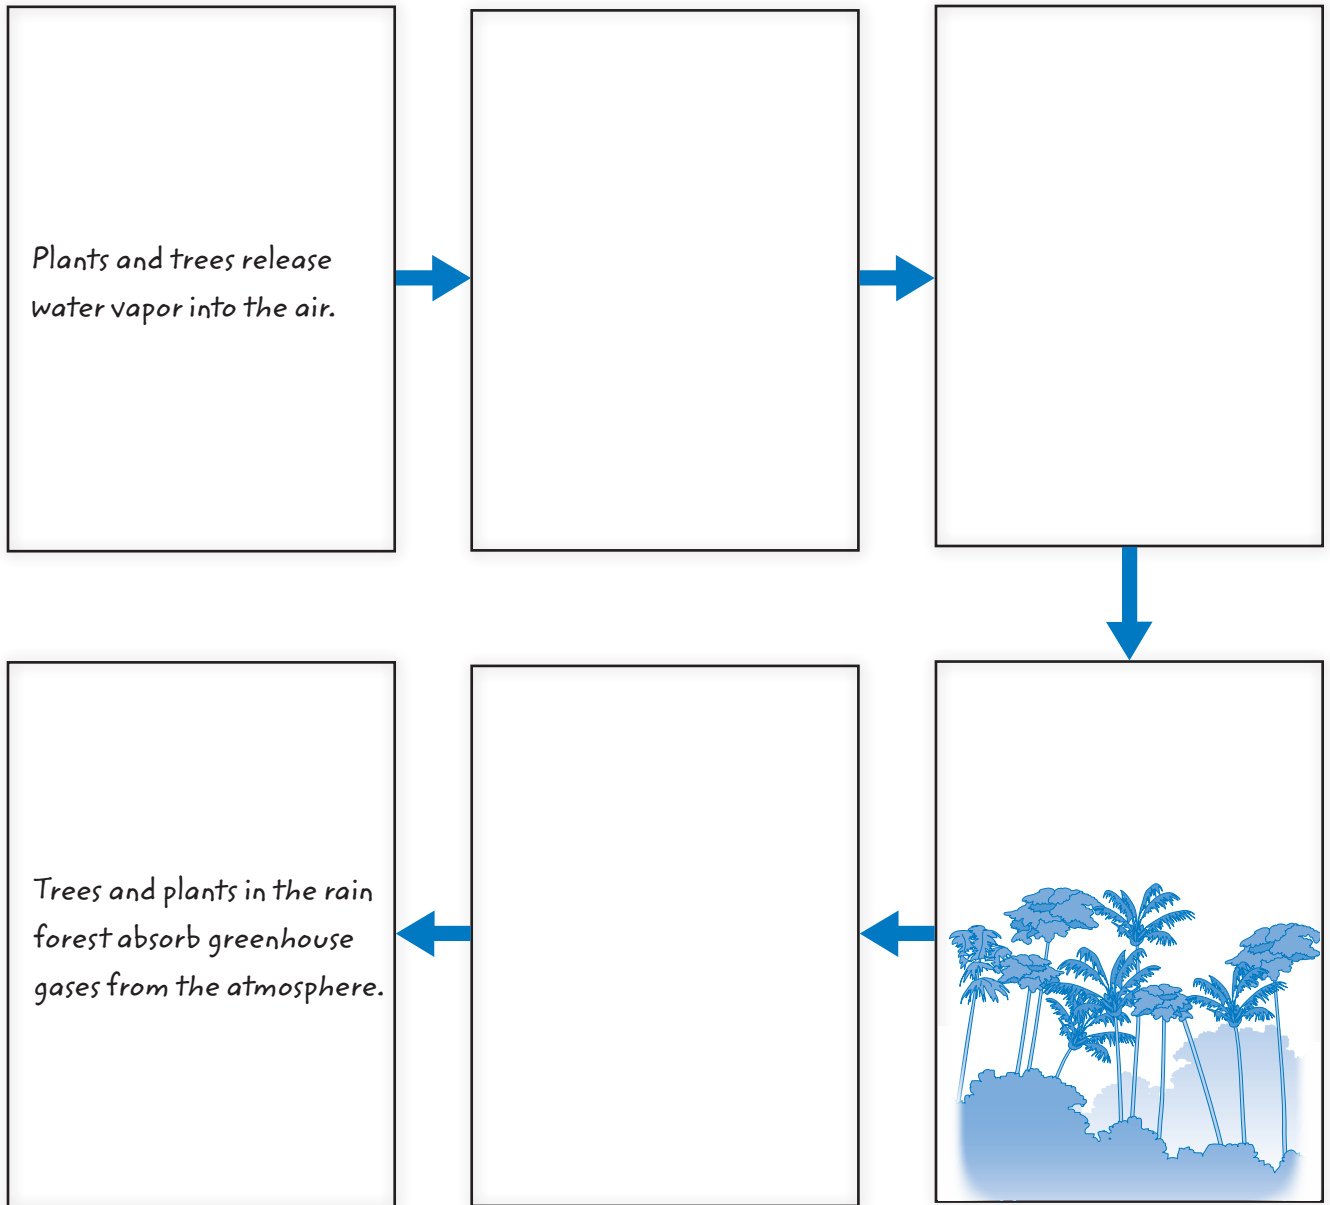 Plants and trees release
water vapor into the air.
Trees and plants in the rain
forest absorb greenhouse
gases from the atmosphere.